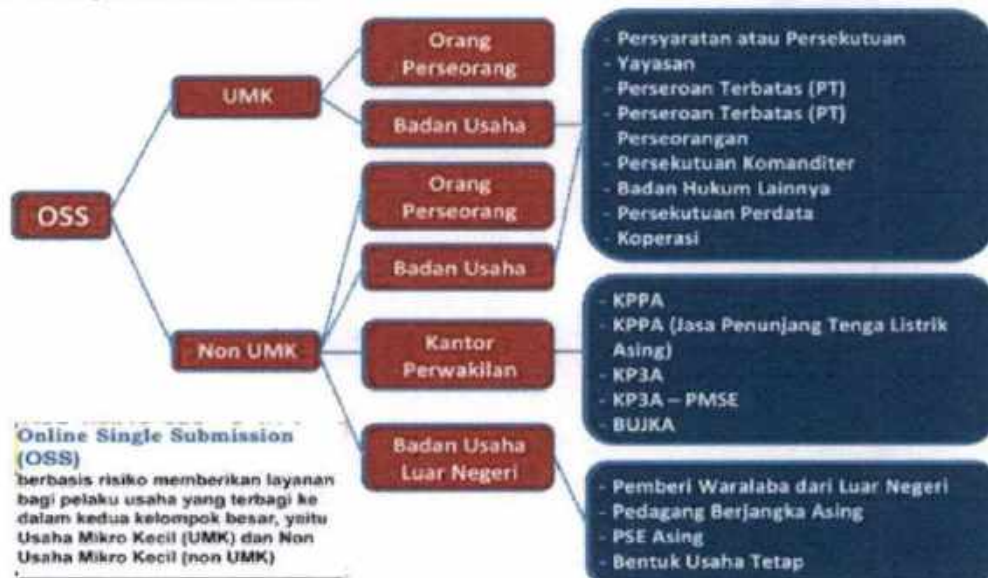 OSS
UMK
Non UMK
Orang
Perseorang
Badan Usaha
Orang
Perseorang
Badan Usaha
Kantor
Perwakilan
Badan Usaha
Luar Negeri
- Persyaratan atau Persekutuan
- Yayasan
- Perseroan Terbatas (PT)
- Perseroan Terbatas (PT)
Perseorangan
- Persekutuan Komanditer
- Badan Hukum Lainnya
- Persekutuan Perdata
- Koperasi
- KPPA
- KPPA (Jasa Penunjang Tenga Listrik
Asing)
- KP3A
- KP3A – PMSE
- BUJKA
- Pemberi Waralaba dari Luar Negeri
- Pedagang Berjangka Asing
- PSE Asing
- Bentuk Usaha Tetap
Online Single Submission
(OSS)
berbasis risiko memberikan layanan
bagi pelaku usaha yang terbagi ke
dalam kedua kelompok besar, yaitu
Usaha Mikro Kecil (UMK) dan Non
Usaha Mikro Kecil (non UMK)